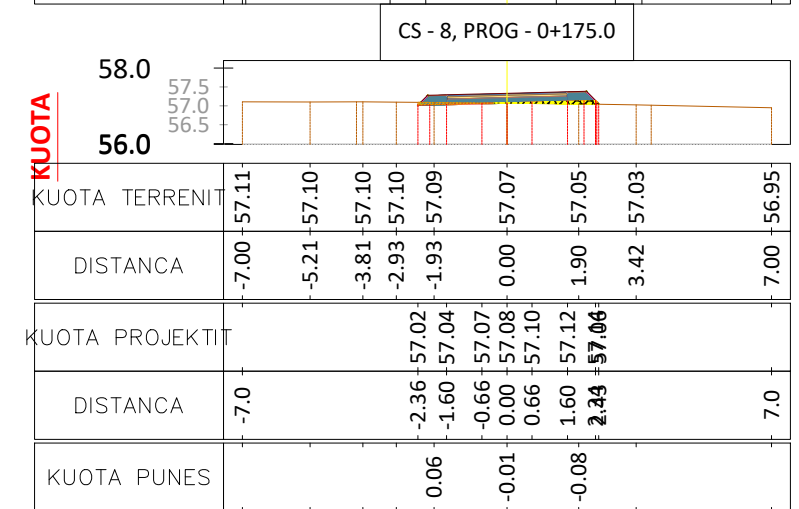 CS - 8, PROG - 0+175.0
KUOTA
58.0
57.5
57.0
56.5
56.0
KUOTA TERRENIT 57.11 57.10 57.10 57.10 57.09 57.07 57.05 57.03 56.95
DISTANCA -7.00 -5.21 -3.81 -2.93 -1.93 0.00 1.90 3.42 7.00
KUOTA PROJEKTIT 57.02 57.04 57.07 57.08 57.10 57.12
DISTANCA -7.0 -2.36 -1.60 -0.66 0.00 0.66 1.60 7.0
KUOTA PUNES 0.06 -0.01 -0.08